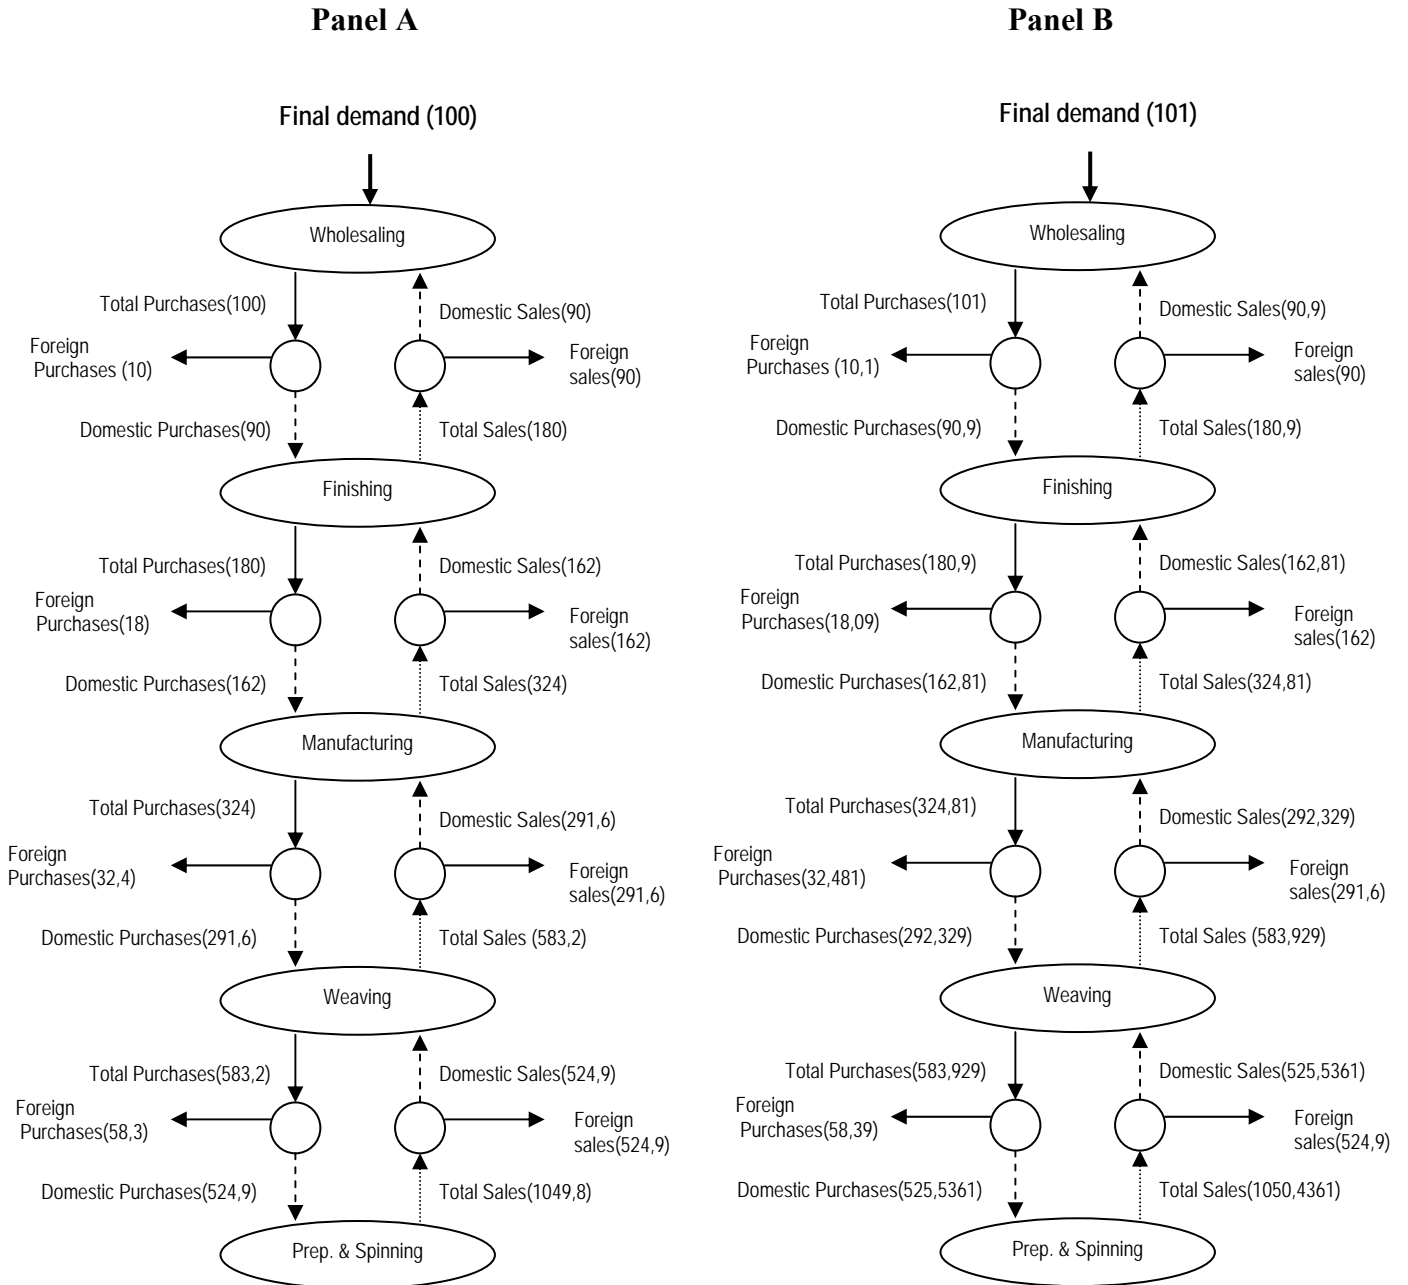 Panel A
Final demand (100)
Wholesaling
Total Purchases(100)
Domestic Sales(90)
Foreign
Purchases (10)
Foreign
sales(90)
Domestic Purchases(90)
Total Sales(180)
Finishing
Total Purchases(180)
Domestic Sales(162)
Foreign
Purchases(18)
Foreign
sales(162)
Domestic Purchases(162)
Total Sales(324)
Manufacturing
Total Purchases(324)
Domestic Sales(291,6)
Foreign
Purchases(32,4)
Foreign
sales(291,6)
Domestic Purchases(291,6)
Total Sales (583,2)
Weaving
Total Purchases(583,2)
Domestic Sales(524,9)
Foreign
Purchases(58,3)
Foreign
sales(524,9)
Domestic Purchases(524,9)
Total Sales(1049,8)
Prep. & Spinning
Panel B
Final demand (101)
Wholesaling
Total Purchases(101)
Domestic Sales(90,9)
Foreign
Purchases (10,1)
Foreign
sales(90)
Domestic Purchases(90,9)
Total Sales(180,9)
Finishing
Total Purchases(180,9)
Domestic Sales(162,81)
Foreign
Purchases(18,09)
Foreign
sales(162)
Domestic Purchases(162,81)
Total Sales(324,81)
Manufacturing
Total Purchases(324,81)
Domestic Sales(292,329)
Foreign
Purchases(32,481)
Foreign
sales(291,6)
Domestic Purchases(292,329)
Total Sales (583,929)
Weaving
Total Purchases(583,929)
Domestic Sales(525,5361)
Foreign
Purchases(58,39)
Foreign
sales(524,9)
Domestic Purchases(525,5361)
Total Sales(1050,4361)
Prep. & Spinning